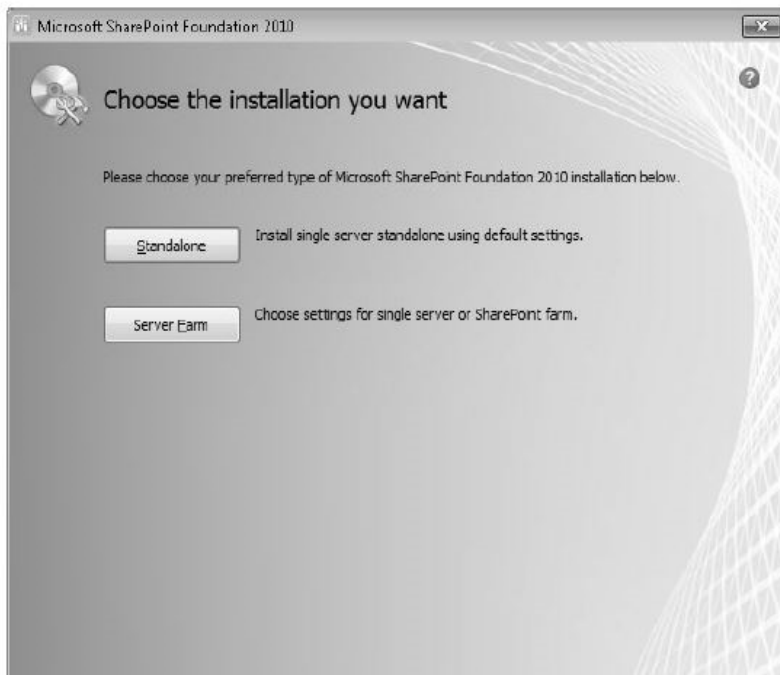 Microsoft SharePoint Foundation 2010
Choose the installation you want
Please choose your preferred type of Microsoft SharePoint Foundation 2010 installation below.
Standalone
Install single server standalone using default settings.
Server Farm
Choose settings for single server or SharePoint farm.